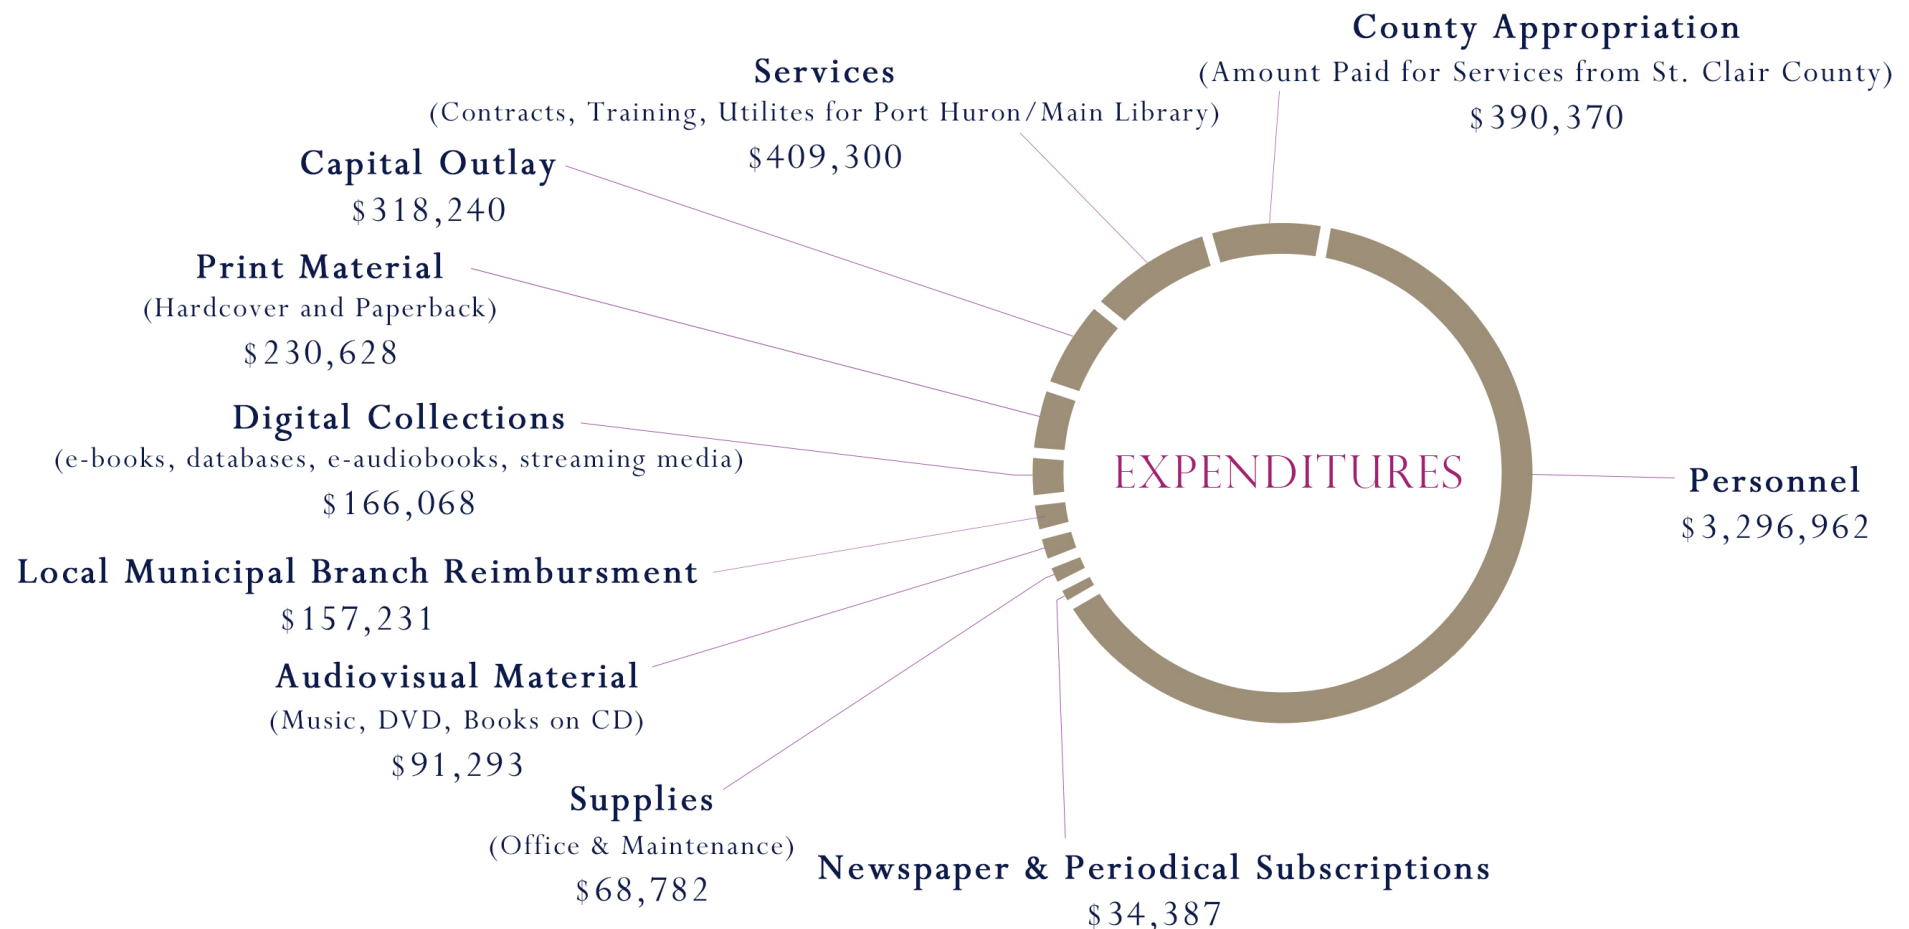 County Appropriation
(Amount Paid for Services from St. Clair County)
$390,370
Services
(Contracts, Training, Utilites for Port Huron/Main Library)
$409,300
Capital Outlay
$318,240
Print Material
(Hardcover and Paperback)
$230,628
Digital Collections
(e-books, databases, e-audiobooks, streaming media)
$166,068
EXPENDITURES
Personnel
$3,296,962
Local Municipal Branch Reimbursment
$157,231
Audiovisual Material
(Music, DVD, Books on CD)
$91,293
Supplies
(Office & Maintenance)
$68,782
Newspaper & Periodical Subscriptions
$34,387